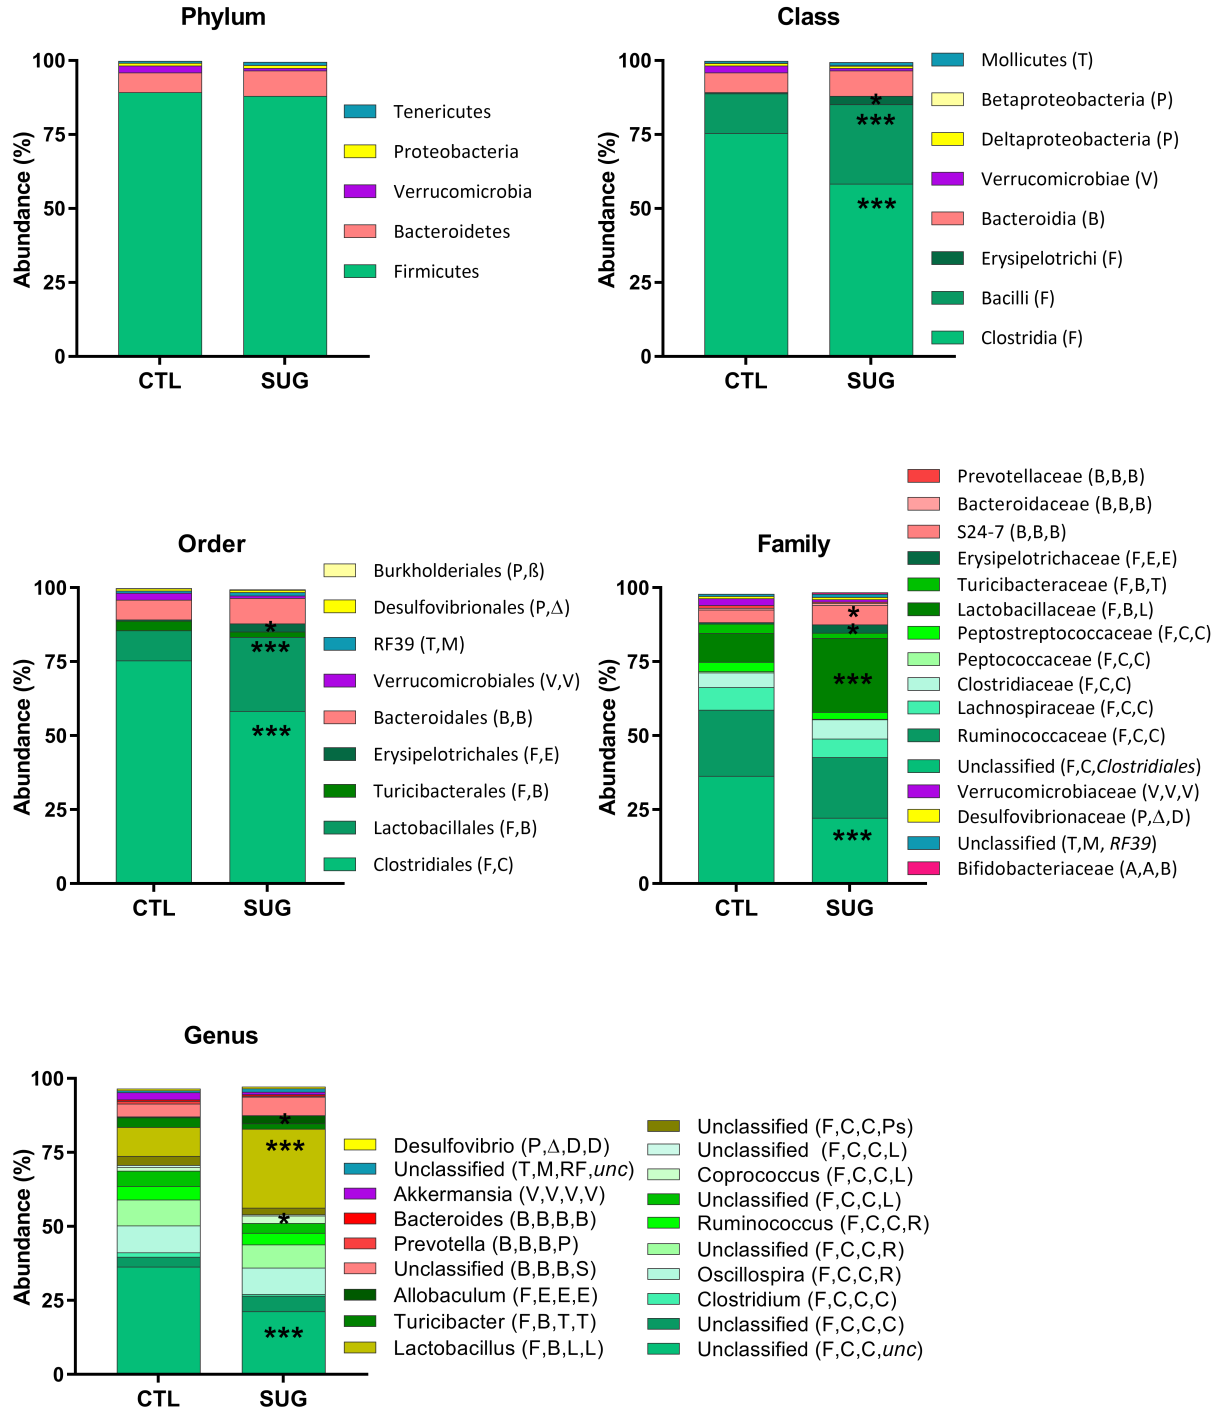 Phylum
Abundance (%)
100
75
50
25
0
CTL
SUG
Tenericutes
Proteobacteria
Verrucomicrobia
Bacteroidetes
Firmicutes
Class
Abundance (%)
100
75
50
25
0
*
***
***
CTL
SUG
Mollicutes (T)
Betaproteobacteria (P)
Deltaproteobacteria (P)
Verrucomicrobiae (V)
Bacteroidia (B)
Erysipelotrichi (F)
Bacilli (F)
Clostridia (F)
Order
Abundance (%)
100
75
50
25
0
*
***
***
CTL
SUG
Burkholderiales (P,ß)
Desulfovibrionales (P,Δ)
RF39 (T,M)
Verrucomicrobiales (V,V)
Bacteroidales (B,B)
Erysipelotrichales (F,E)
Turicibacterales (F,B)
Lactobacillales (F,B)
Clostridiales (F,C)
Family
Abundance (%)
100
75
50
25
0
*
*
***
***
CTL
SUG
Prevotellaceae (B,B,B)
Bacteroidaceae (B,B,B)
S24-7 (B,B,B)
Erysipelotrichaceae (F,E,E)
Turicibacteraceae (F,B,T)
Lactobacillaceae (F,B,L)
Peptostreptococcaceae (F,C,C)
Peptococcaceae (F,C,C)
Clostridiaceae (F,C,C)
Lachnospiraceae (F,C,C)
Ruminococcaceae (F,C,C)
Unclassified (F,C,Clostridiales)
Verrucomicrobiaceae (V,V,V)
Desulfovibrionaceae (P,Δ,D)
Unclassified (T,M, RF39)
Bifidobacteriaceae (A,A,B)
Genus
Abundance (%)
100
75
50
25
0
*
***
*
***
CTL
SUG
Desulfovibrio (P,Δ,D,D)
Unclassified (T,M,RF,unc)
Akkermansia (V,V,V,V)
Bacteroides (B,B,B,B)
Prevotella (B,B,B,P)
Unclassified (B,B,B,S)
Allobaculum (F,E,E,E)
Turicibacter (F,B,T,T)
Lactobacillus (F,B,L,L)
Unclassified (F,C,C,Ps)
Unclassified (F,C,C,L)
Coprococcus (F,C,C,L)
Unclassified (F,C,C,L)
Ruminococcus (F,C,C,R)
Unclassified (F,C,C,R)
Oscillospira (F,C,C,R)
Clostridium (F,C,C,C)
Unclassified (F,C,C,C)
Unclassified (F,C,C,unc)